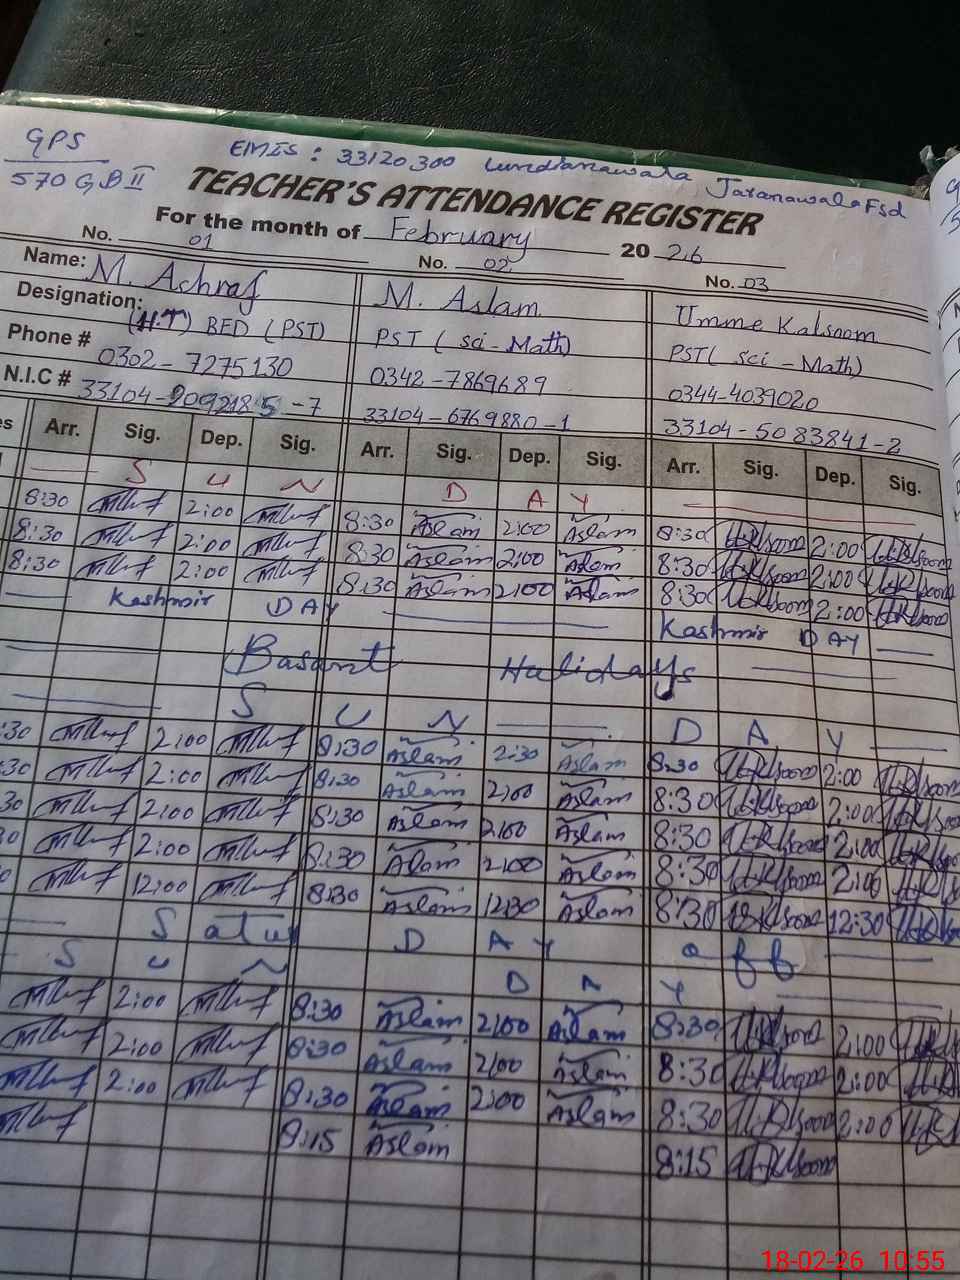 GPS
570 GB II
EMIS : 33120300 Lundianawala Jaranawala Fsd
TEACHER'S ATTENDANCE REGISTER
For the month of February 2026
No. 01 No. 02 No. 03
Name: M. Ashraf M. Aslam Umme Kalsoom
Designation: (H.T) BED (PST) PST ( sci - Math) PST ( sci - Math)
Phone # 0302 - 7275130 0342 - 7869689 0344-4039020
N.I.C # 33104-2092185-7 33104-6769880-1 33104-5083841-2
es Arr. Sig. Dep. Sig. Arr. Sig. Dep. Sig. Arr. Sig. Dep. Sig.
S U N D A Y
8:30 2:00 8:30 Aslam 2:00 Aslam 8:30 2:00
8:30 2:00 8:30 Aslam 2:00 Aslam 8:30 2:00
8:30 2:00 8:30 Aslam 2:00 Aslam 8:30 2:00
Kashmir DAY Kashmir DAY
Basant Halidays
S U N D A Y
:30 2:00 8:30 Aslam 2:30 Aslam 8:30 2:00
:30 2:00 8:30 Aslam 2:00 Aslam 8:30 2:00
30 2:00 8:30 Aslam 2:00 Aslam 8:30 2:00
0 2:00 8:30 Aslam 2:00 Aslam 8:30 2:00
0 12:00 8:30 Aslam 12:30 Aslam 8:30 12:30
Satur DAY off
S U N D A Y
2:00 8:30 Aslam 2:00 Aslam 8:30 2:00
2:00 8:30 Aslam 2:00 Aslam 8:30 2:00
2:00 8:30 Aslam 2:00 Aslam 8:30 2:00
8:15 Aslam 8:15
18-02-26 10:55